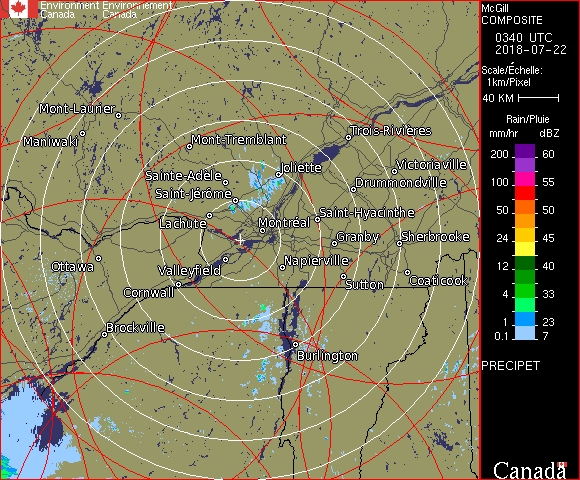 Environment Environnement
Canada Canada
McGill
COMPOSITE
0340 UTC
2018-07-22
Scale/Échelle:
1km/Pixel
40 KM
Rain/Pluie
mm/hr dBZ
200 60
100 55
50 50
24 45
12 40
4 33
1 23
0.1 7
PRECIPET
Canada
Mont-Laurier
Maniwaki
Mont-Tremblant
Trois-Rivières
Sainte-Adèle
Joliette
Victoriaville
Saint-Jérôme
Drummondville
Lachute
Montréal
Saint-Hyacinthe
Granby
Sherbrooke
Ottawa
Valleyfield
Napierville
Cornwall
Sutton
Coaticook
Brockville
Burlington